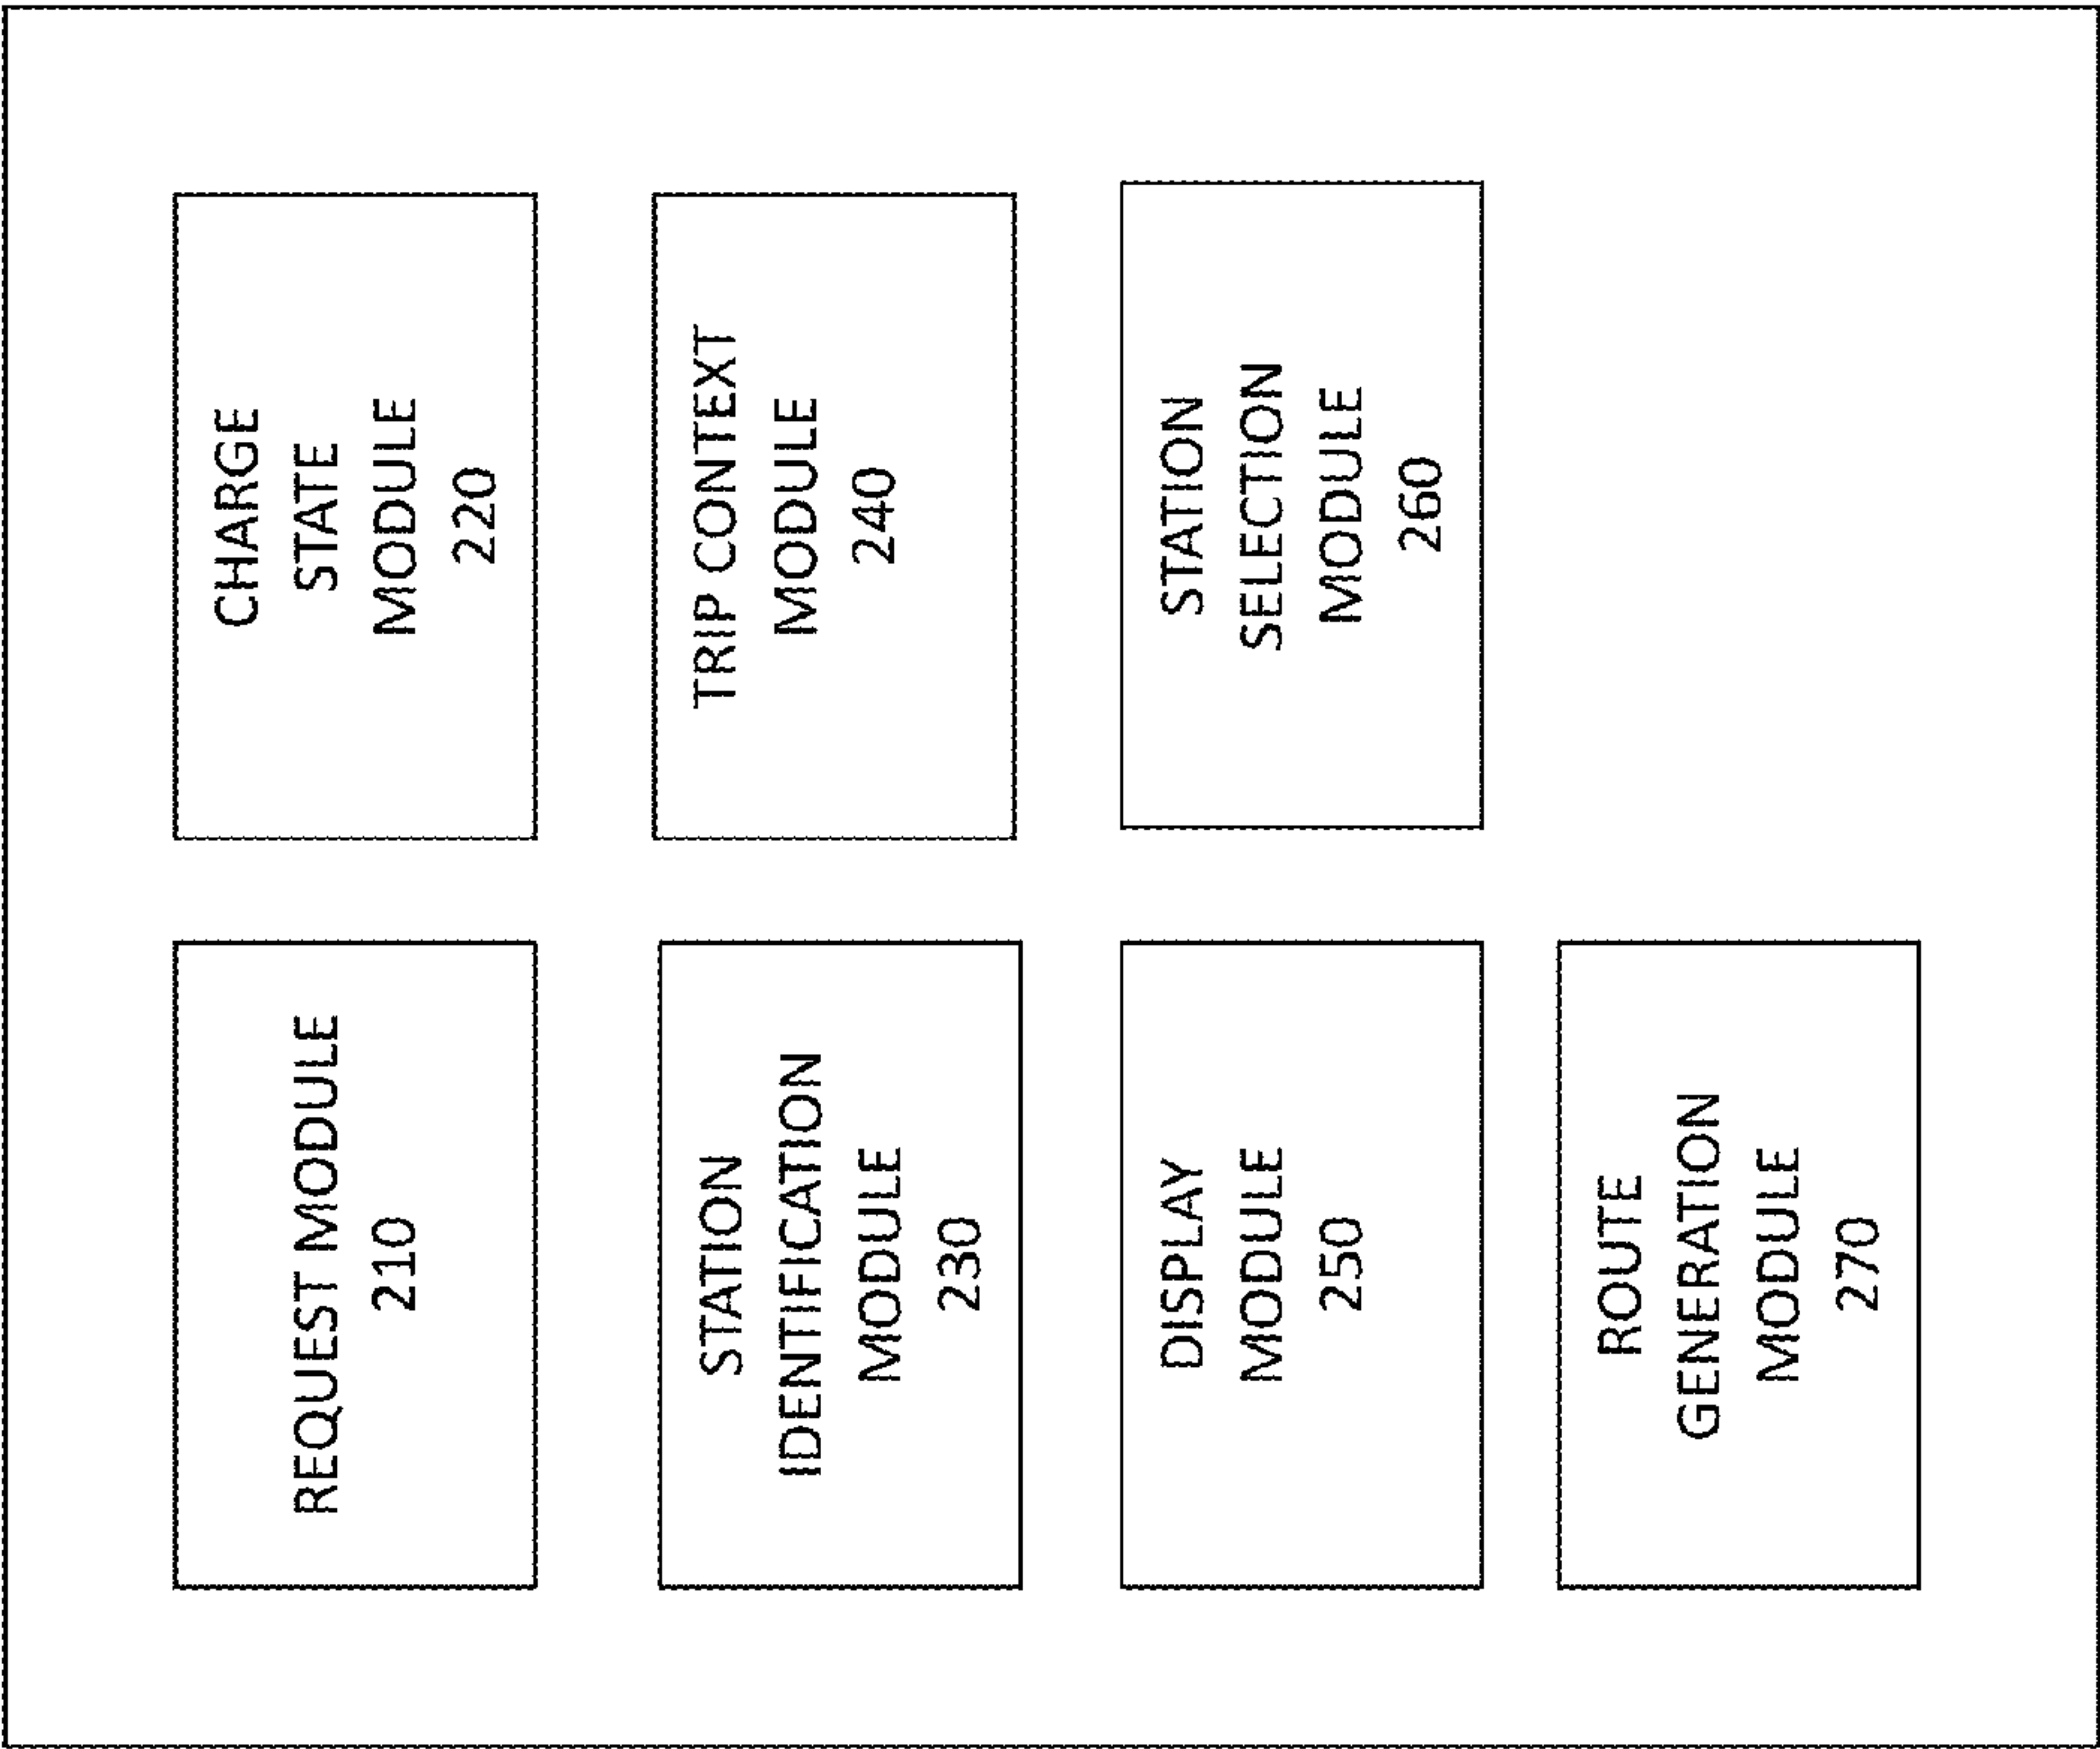 REQUEST MODULE
210
CHARGE
STATE
MODULE
220
STATION
IDENTIFICATION
MODULE
230
TRIP CONTEXT
MODULE
240
DISPLAY
MODULE
250
STATION
SELECTION
MODULE
260
ROUTE
GENERATION
MODULE
270